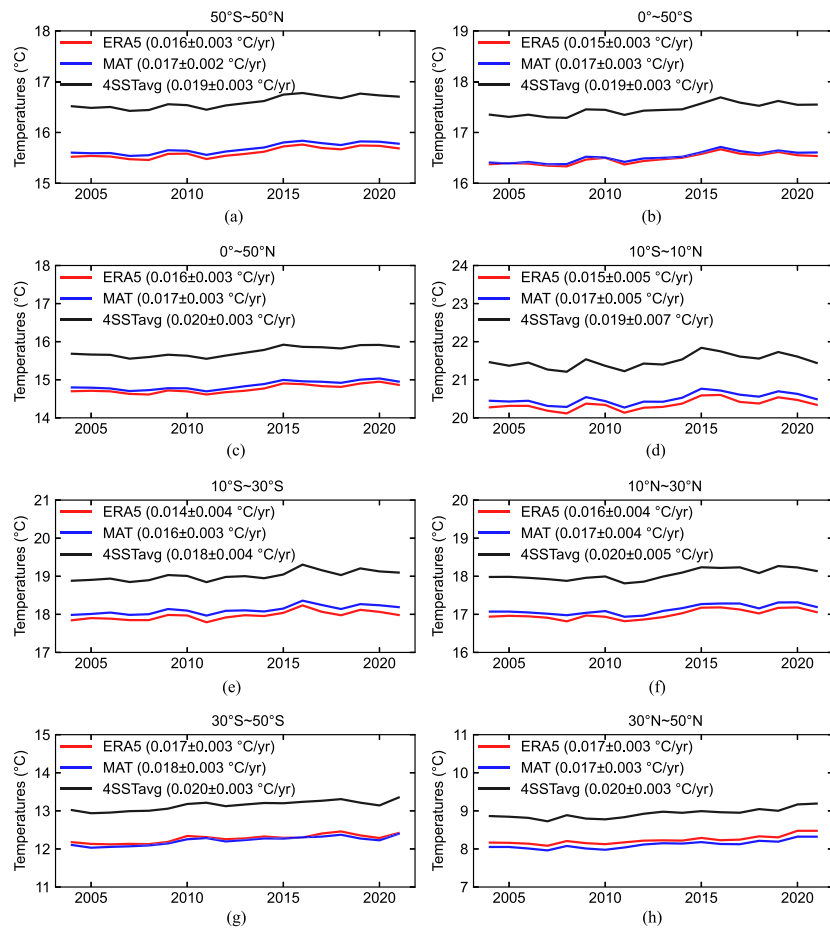 50°S~50°N
Temperatures (°C)
18
17
16
15
ERA5 (0.016±0.003 °C/yr)
MAT (0.017±0.002 °C/yr)
4SSTavg (0.019±0.003 °C/yr)
2005 2010 2015 2020
(a)
0°~50°S
Temperatures (°C)
19
18
17
16
ERA5 (0.015±0.003 °C/yr)
MAT (0.017±0.003 °C/yr)
4SSTavg (0.019±0.003 °C/yr)
2005 2010 2015 2020
(b)
0°~50°N
Temperatures (°C)
18
17
16
15
14
ERA5 (0.016±0.003 °C/yr)
MAT (0.017±0.003 °C/yr)
4SSTavg (0.020±0.003 °C/yr)
2005 2010 2015 2020
(c)
10°S~10°N
Temperatures (°C)
24
23
22
21
20
ERA5 (0.015±0.005 °C/yr)
MAT (0.017±0.005 °C/yr)
4SSTavg (0.019±0.007 °C/yr)
2005 2010 2015 2020
(d)
10°S~30°S
Temperatures (°C)
21
20
19
18
17
ERA5 (0.014±0.004 °C/yr)
MAT (0.016±0.003 °C/yr)
4SSTavg (0.018±0.004 °C/yr)
2005 2010 2015 2020
(e)
10°N~30°N
Temperatures (°C)
20
19
18
17
16
ERA5 (0.016±0.004 °C/yr)
MAT (0.017±0.004 °C/yr)
4SSTavg (0.020±0.005 °C/yr)
2005 2010 2015 2020
(f)
30°S~50°S
Temperatures (°C)
15
14
13
12
11
ERA5 (0.017±0.003 °C/yr)
MAT (0.018±0.003 °C/yr)
4SSTavg (0.020±0.003 °C/yr)
2005 2010 2015 2020
(g)
30°N~50°N
Temperatures (°C)
11
10
9
8
7
ERA5 (0.017±0.003 °C/yr)
MAT (0.017±0.003 °C/yr)
4SSTavg (0.020±0.003 °C/yr)
2005 2010 2015 2020
(h)